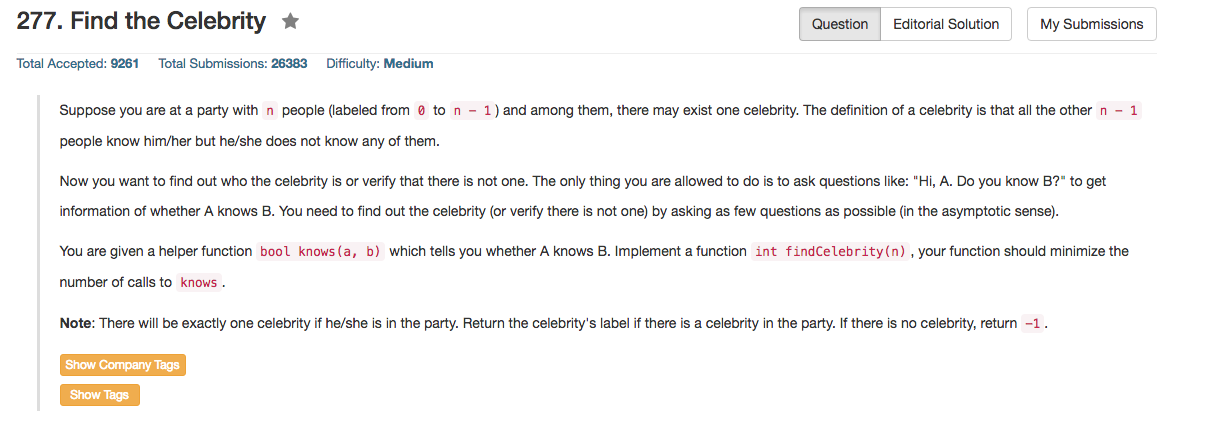 277. Find the Celebrity
Question
Editorial Solution
My Submissions
Total Accepted: 9261 Total Submissions: 26383 Difficulty: Medium
Suppose you are at a party with n people (labeled from 0 to n - 1) and among them, there may exist one celebrity. The definition of a celebrity is that all the other n - 1
people know him/her but he/she does not know any of them.
Now you want to find out who the celebrity is or verify that there is not one. The only thing you are allowed to do is to ask questions like: "Hi, A. Do you know B?" to get
information of whether A knows B. You need to find out the celebrity (or verify there is not one) by asking as few questions as possible (in the asymptotic sense).
You are given a helper function bool knows(a, b) which tells you whether A knows B. Implement a function int findCelebrity(n), your function should minimize the
number of calls to knows.
Note: There will be exactly one celebrity if he/she is in the party. Return the celebrity's label if there is a celebrity in the party. If there is no celebrity, return -1.
Show Company Tags
Show Tags